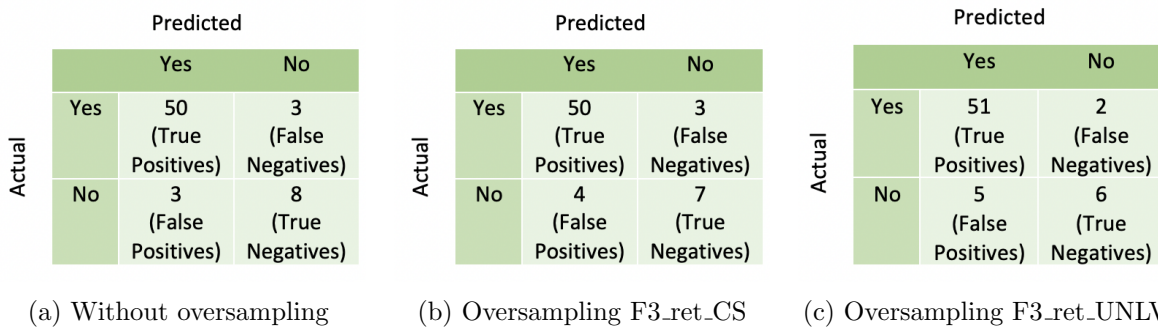 Predicted
Yes No
Actual
Yes 50 3
(True (False
Positives) Negatives)
No 3 8
(False (True
Positives) Negatives)
(a) Without oversampling
Predicted
Yes No
Actual
Yes 50 3
(True (False
Positives) Negatives)
No 4 7
(False (True
Positives) Negatives)
(b) Oversampling F3_ret_CS
Predicted
Yes No
Actual
Yes 51 2
(True (False
Positives) Negatives)
No 5 6
(False (True
Positives) Negatives)
(c) Oversampling F3_ret_UNLV